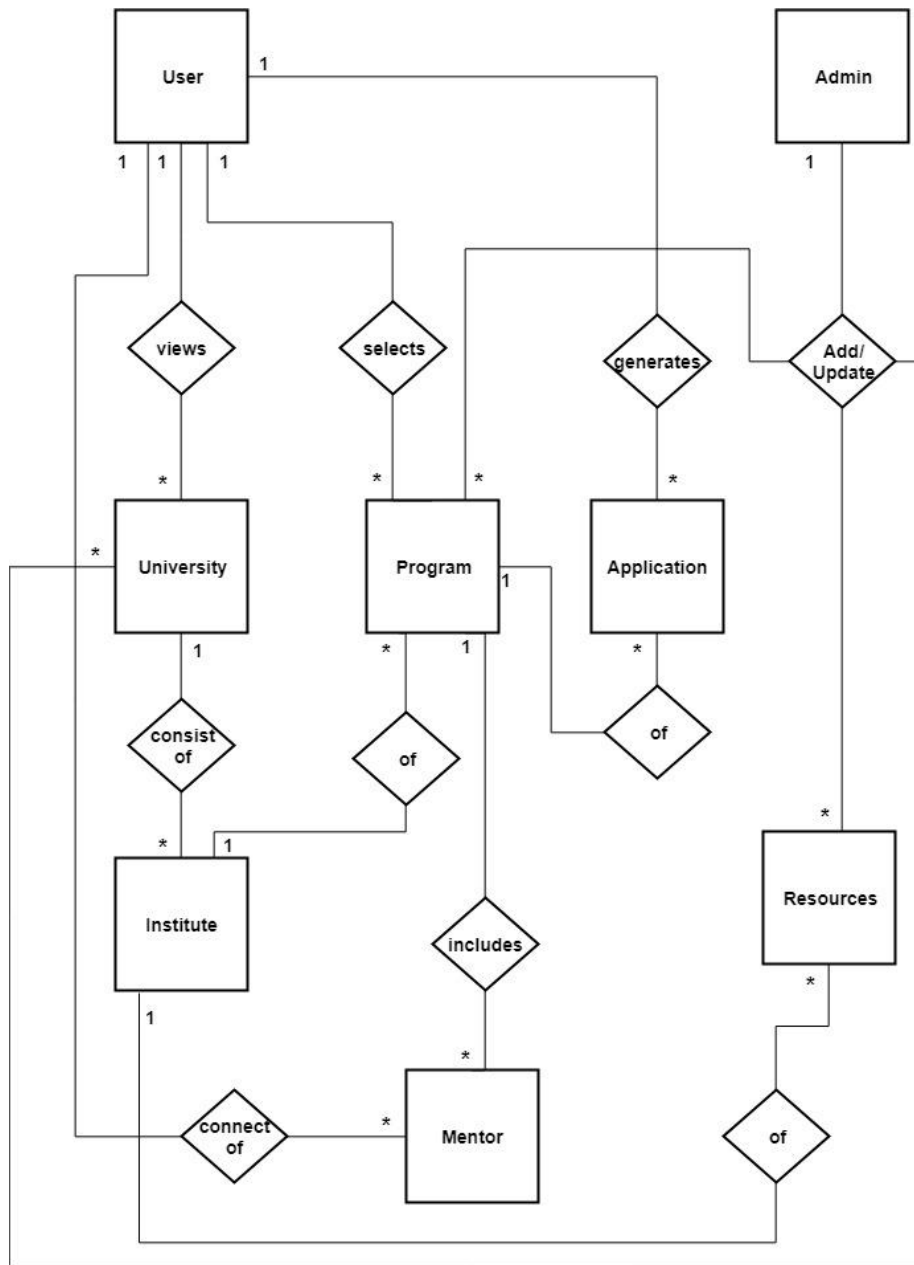 User
Admin
1
1
1
1
1
views
selects
generates
Add/
Update
*
*
*
*
*
University
Program
Application
1
1
*
1
*
consist
of
of
of
*
1
*
Institute
Resources
includes
1
*
*
connect
of
*
Mentor
of